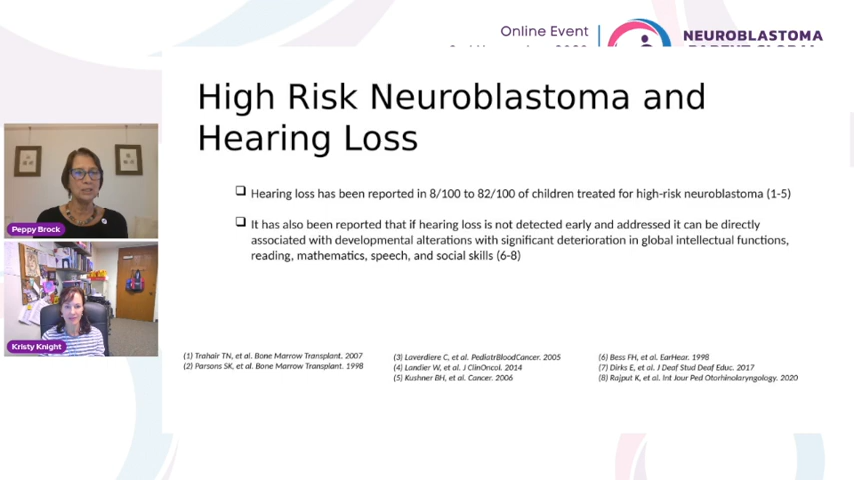 Online Event
NEUROBLASTOMA
High Risk Neuroblastoma and
Hearing Loss
Hearing loss has been reported in 8/100 to 82/100 of children treated for high-risk neuroblastoma (1-5)
It has also been reported that if hearing loss is not detected early and addressed it can be directly
associated with developmental alterations with significant deterioration in global intellectual functions,
reading, mathematics, speech, and social skills (6-8)
Peppy Brock
Kristy Knight
(1) Trahair TN, et al. Bone Marrow Transplant. 2007
(2) Parsons SK, et al. Bone Marrow Transplant. 1998
(3) Laverdiere C, et al. PediatrBloodCancer. 2005
(4) Landier W, et al. J ClinOncol. 2014
(5) Kushner BH, et al. Cancer. 2006
(6) Bess FH, et al. EarHear. 1998
(7) Dirks E, et al. J Deaf Stud Deaf Educ. 2017
(8) Rajput K, et al. Int Jour Ped Otorhinolaryngology. 2020